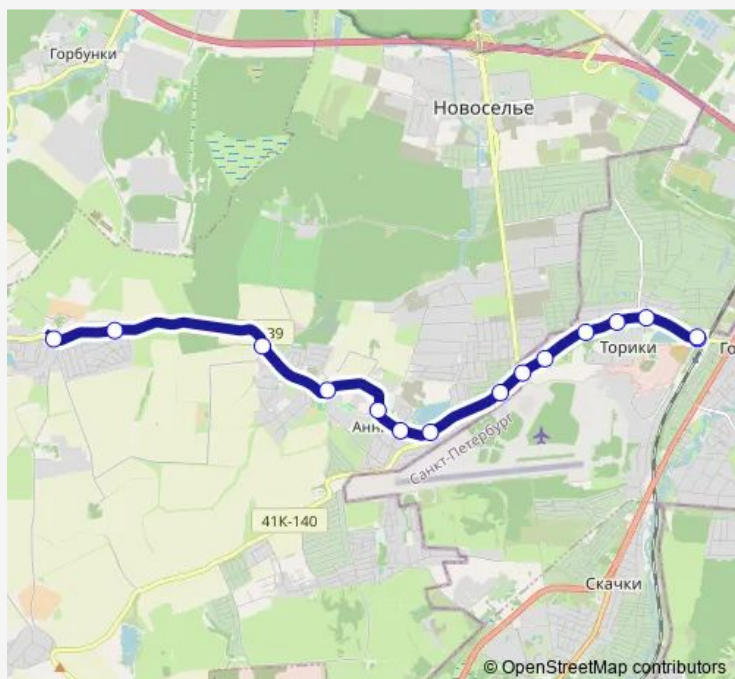 Горбунки
Новоселье
39
Торики
Го
Анн
Санкт-Петербург
41К-140
Скачки
© OpenStreetMap contributors